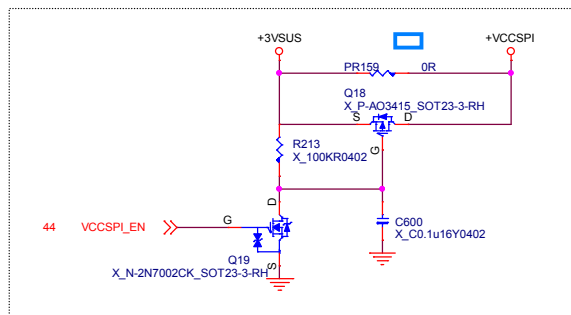 +3VSUS
+VCCSPI
PR159 0R
Q18
X_P-AO3415_SOT23-3-RH
S D
G
R213
X_100KR0402
D
44 VCCSPI_EN G
C600
X_C0.1u16Y0402
S
Q19
X_N-2N7002CK_SOT23-3-RH